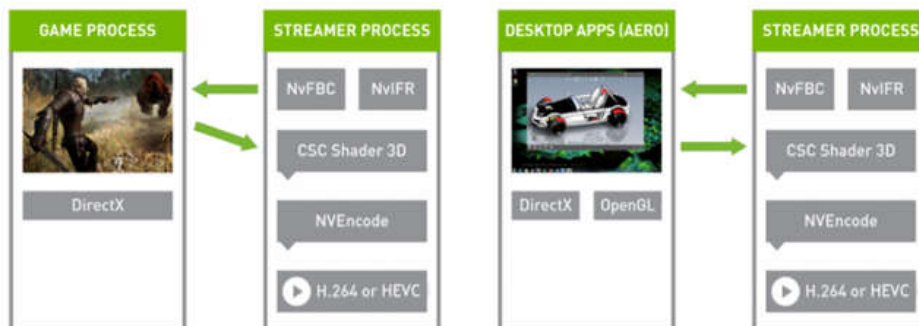 GAME PROCESS
DirectX
STREAMER PROCESS
NvFBC NvIFR
CSC Shader 3D
NVEncode
H.264 or HEVC
DESKTOP APPS (AERO)
DirectX OpenGL
STREAMER PROCESS
NvFBC NvIFR
CSC Shader 3D
NVEncode
H.264 or HEVC